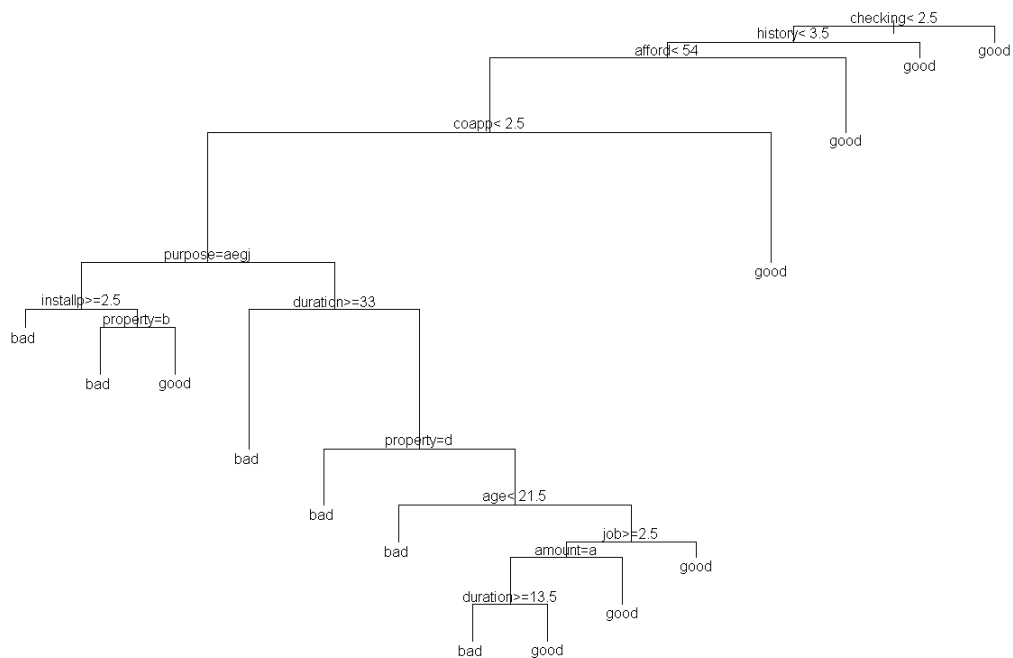 checking< 2.5
history< 3.5
good
afford< 54
good
coapp< 2.5
good
purpose=aegj
good
installp>=2.5
duration>=33
property=b
bad
bad
good
property=d
bad
age< 21.5
bad
job>=2.5
bad
amount=a
good
duration>=13.5
good
bad
good